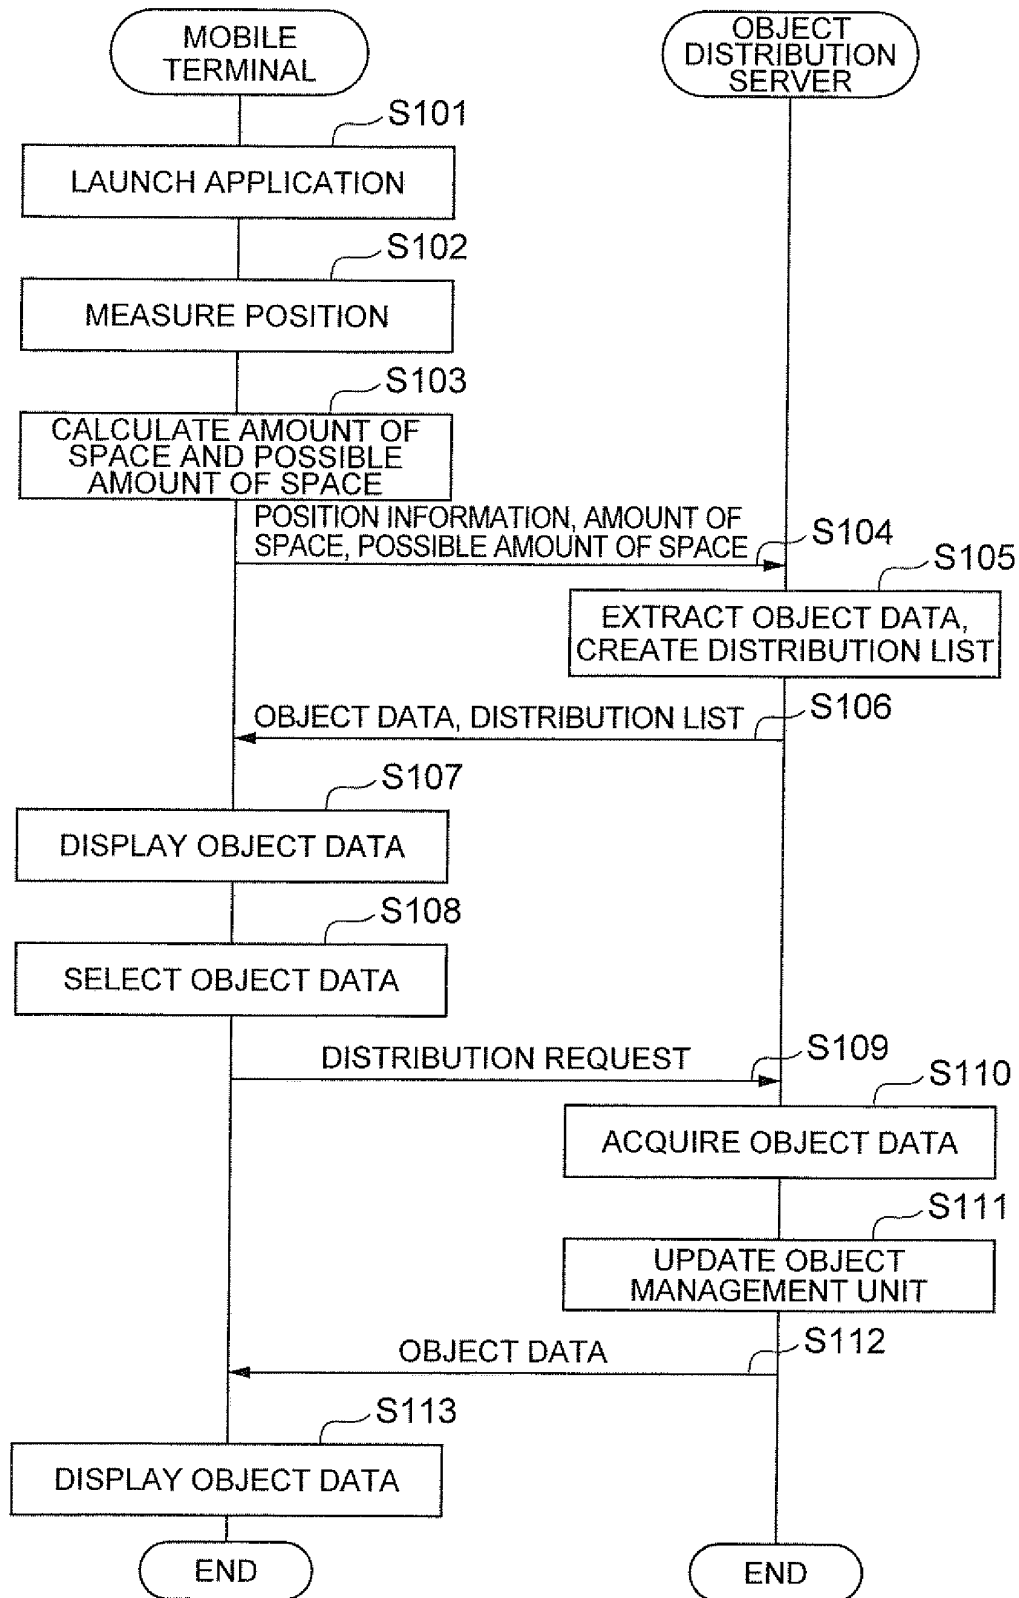 MOBILE
TERMINAL
OBJECT
DISTRIBUTION
SERVER
S101
LAUNCH APPLICATION
S102
MEASURE POSITION
S103
CALCULATE AMOUNT OF
SPACE AND POSSIBLE
AMOUNT OF SPACE
POSITION INFORMATION, AMOUNT OF
SPACE, POSSIBLE AMOUNT OF SPACE
S104
S105
EXTRACT OBJECT DATA,
CREATE DISTRIBUTION LIST
OBJECT DATA, DISTRIBUTION LIST
S106
S107
DISPLAY OBJECT DATA
S108
SELECT OBJECT DATA
DISTRIBUTION REQUEST
S109
S110
ACQUIRE OBJECT DATA
S111
UPDATE OBJECT
MANAGEMENT UNIT
OBJECT DATA
S112
S113
DISPLAY OBJECT DATA
END
END